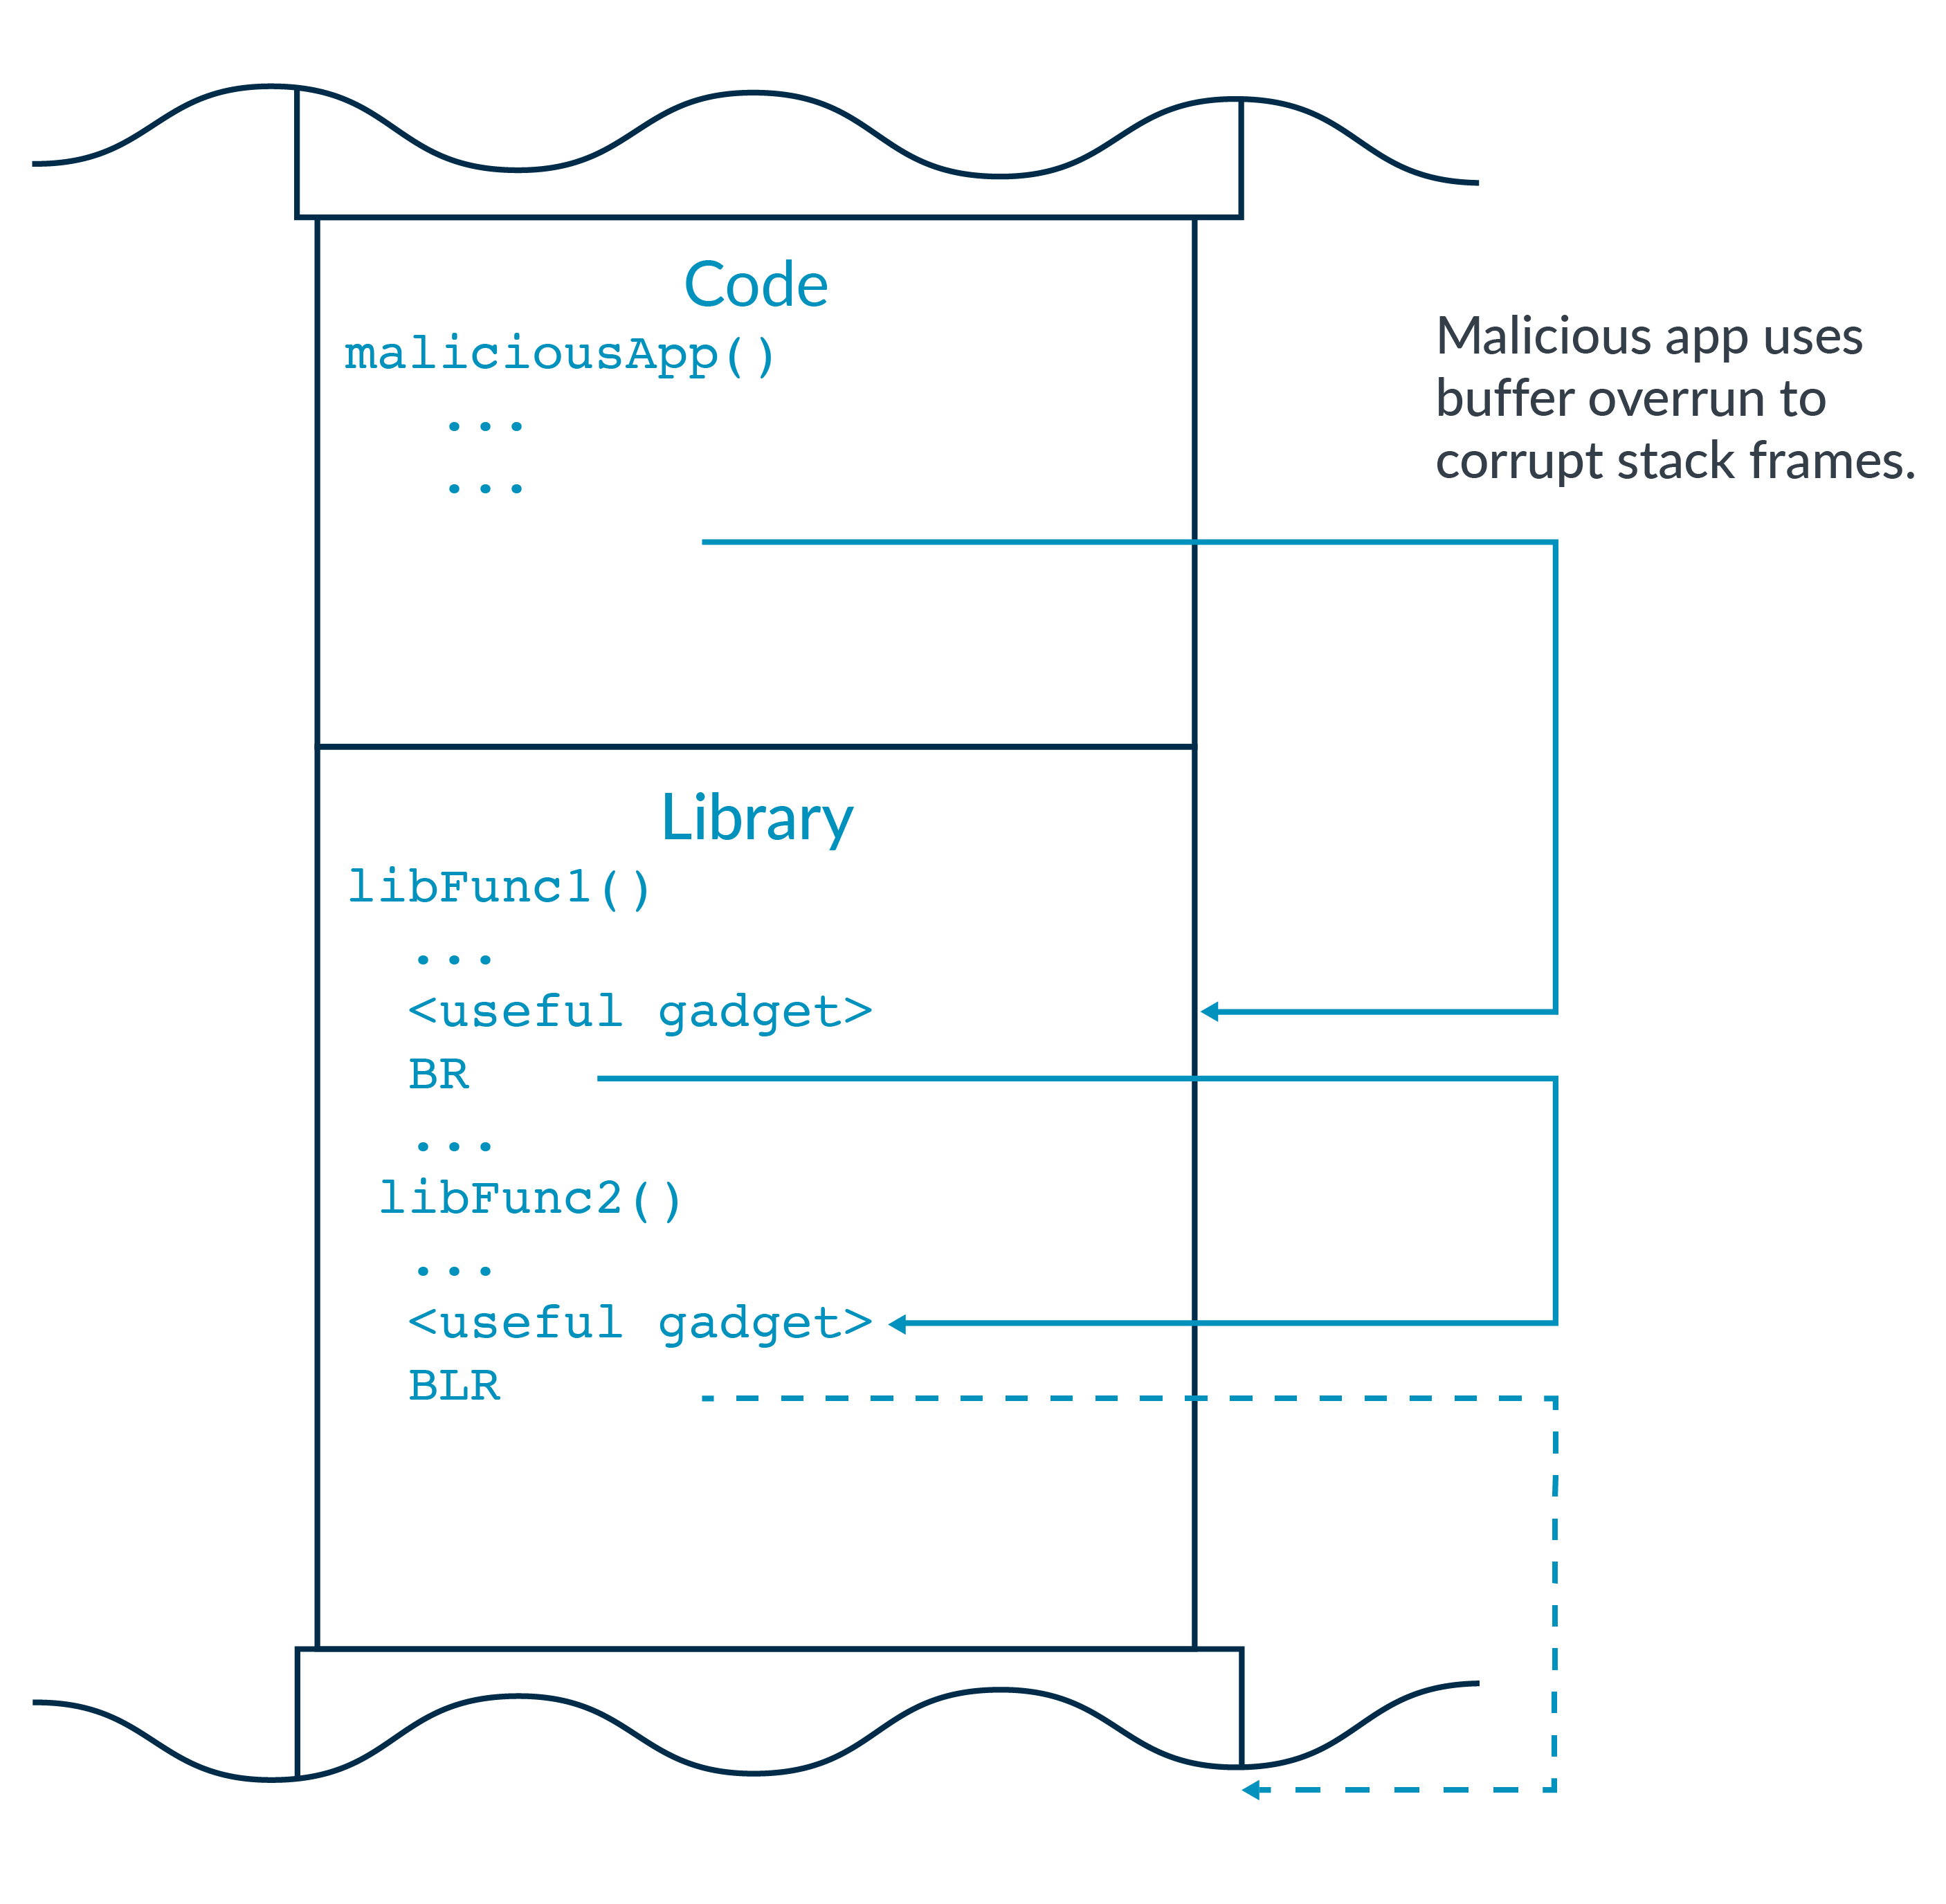 Code
maliciousApp()
...
...
Malicious app uses
buffer overrun to
corrupt stack frames.
Library
libFunc1()
...
<useful gadget>
BR
...
libFunc2()
...
<useful gadget>
BLR